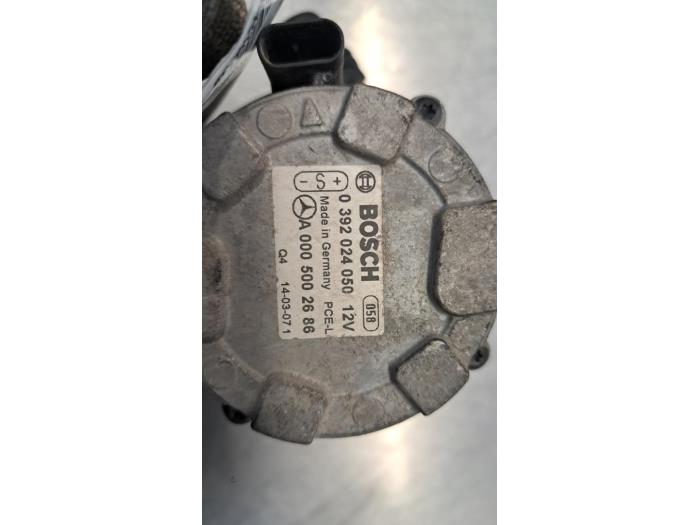 BOSCH 058
0 392 024 050 12V
Made in Germany PCE-L
A 000 500 26 86
Q4 14-03-07 1
+ S -